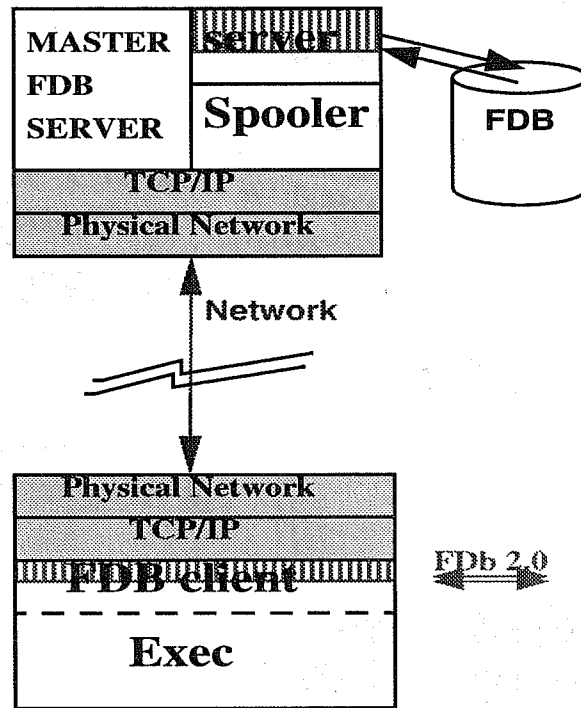 MASTER
FDB
SERVER
server
Spooler
FDB
TCP/IP
Physical Network
Network
Physical Network
TCP/IP
FDB client
FDb 2.0
Exec